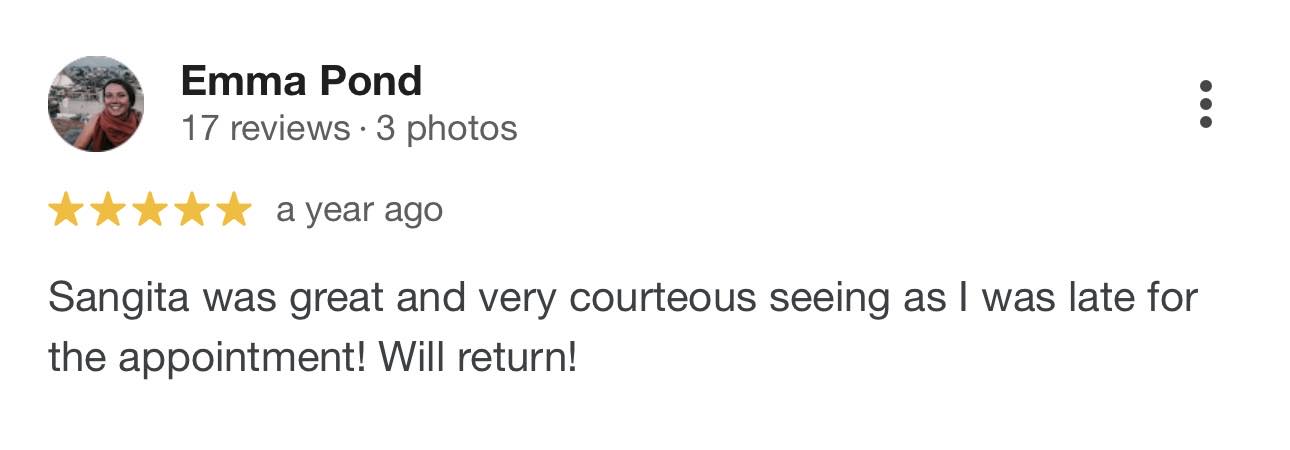 Emma Pond
17 reviews · 3 photos
a year ago
Sangita was great and very courteous seeing as I was late for
the appointment! Will return!